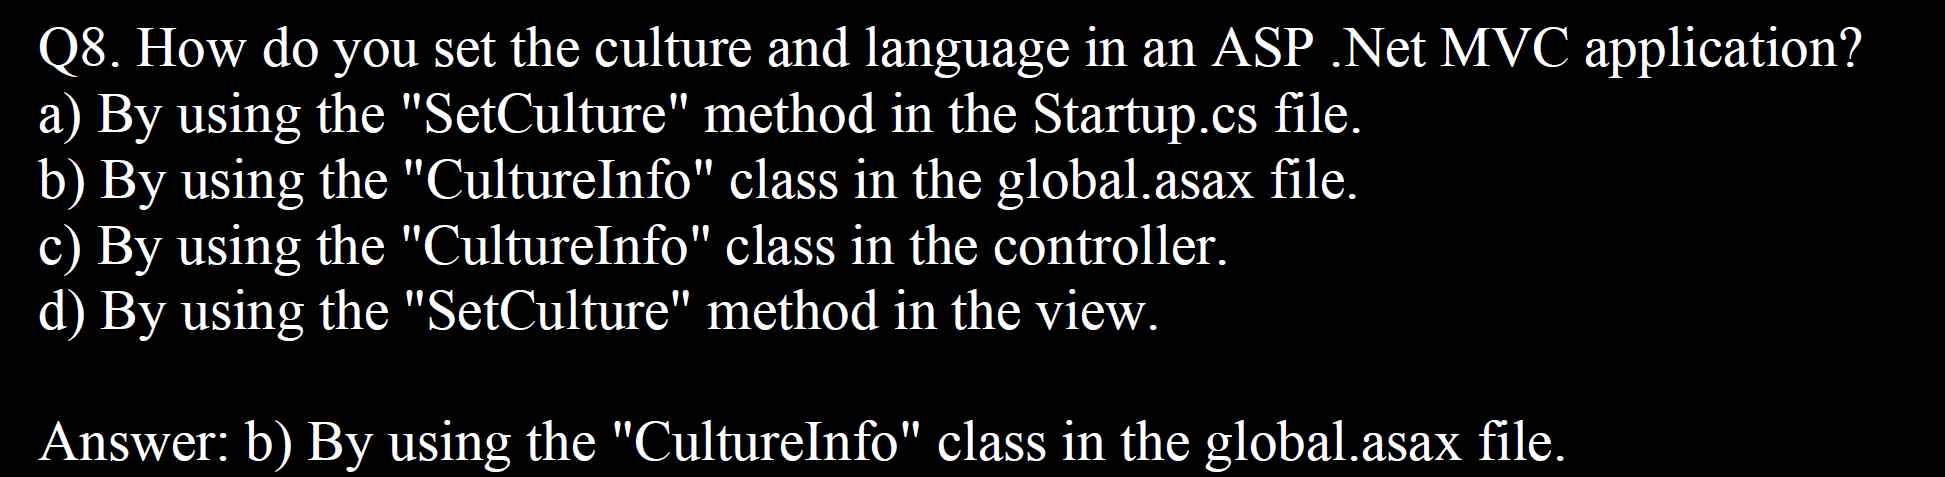 Q8. How do you set the culture and language in an ASP .Net MVC application?
a) By using the "SetCulture" method in the Startup.cs file.
b) By using the "CultureInfo" class in the global.asax file.
c) By using the "CultureInfo" class in the controller.
d) By using the "SetCulture" method in the view.
Answer: b) By using the "CultureInfo" class in the global.asax file.